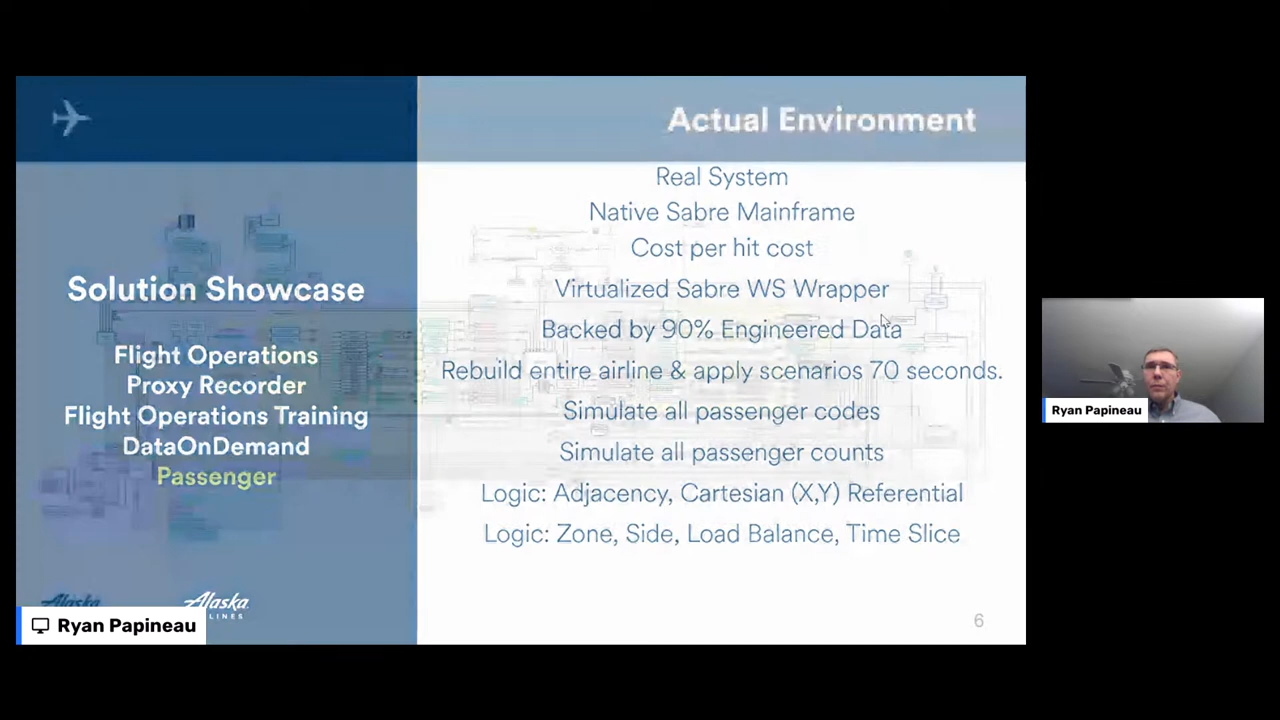 Actual Environment
Solution Showcase
Flight Operations
Proxy Recorder
Flight Operations Training
DataOnDemand
Passenger
Real System
Native Sabre Mainframe
Cost per hit cost
Virtualized Sabre WS Wrapper
Backed by 90% Engineered Data
Rebuild entire airline & apply scenarios 70 seconds.
Simulate all passenger codes
Simulate all passenger counts
Logic: Adjacency, Cartesian (X,Y) Referential
Logic: Zone, Side, Load Balance, Time Slice
Alaska
Alaska
Ryan Papineau
6
Ryan Papineau